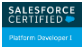 SALESFORCE
CERTIFIED
Platform Developer I